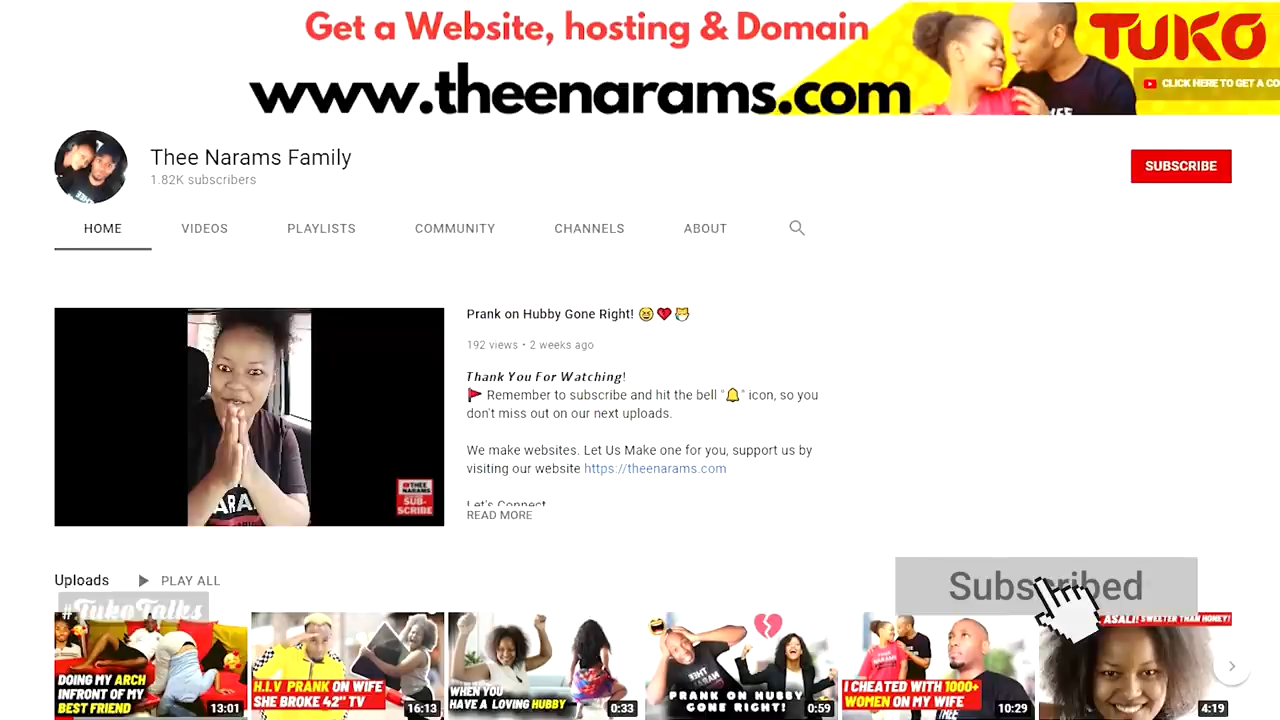 Get a Website, hosting & Domain
www.theenarams.com
TUKO
CLICK HERE TO GET A CO
Thee Narams Family
1.82K subscribers
SUBSCRIBE
HOME VIDEOS PLAYLISTS COMMUNITY CHANNELS ABOUT
Prank on Hubby Gone Right! 😆💔😼
192 views • 2 weeks ago
Thank You For Watching!
🚩 Remember to subscribe and hit the bell "🔔" icon, so you
don't miss out on our next uploads.
We make websites. Let Us Make one for you, support us by
visiting our website https://theenarams.com
Let's Connect
READ MORE
THEE
NARAMS
SUB-
SCRIBE
Uploads PLAY ALL
Subscribed
#TukoTalks
DOING MY ARCH
INFRONT OF MY
BEST FRIEND
13:01
H.I.V PRANK ON WIFE
SHE BROKE 42" TV
16:13
WHEN YOU
HAVE A LOVING HUBBY
0:33
PRANK ON HUBBY
GONE RIGHT!
0:59
I CHEATED WITH 1000+
WOMEN ON MY WIFE
10:29
ASALI! SWEETER THAN HONEY!
4:19